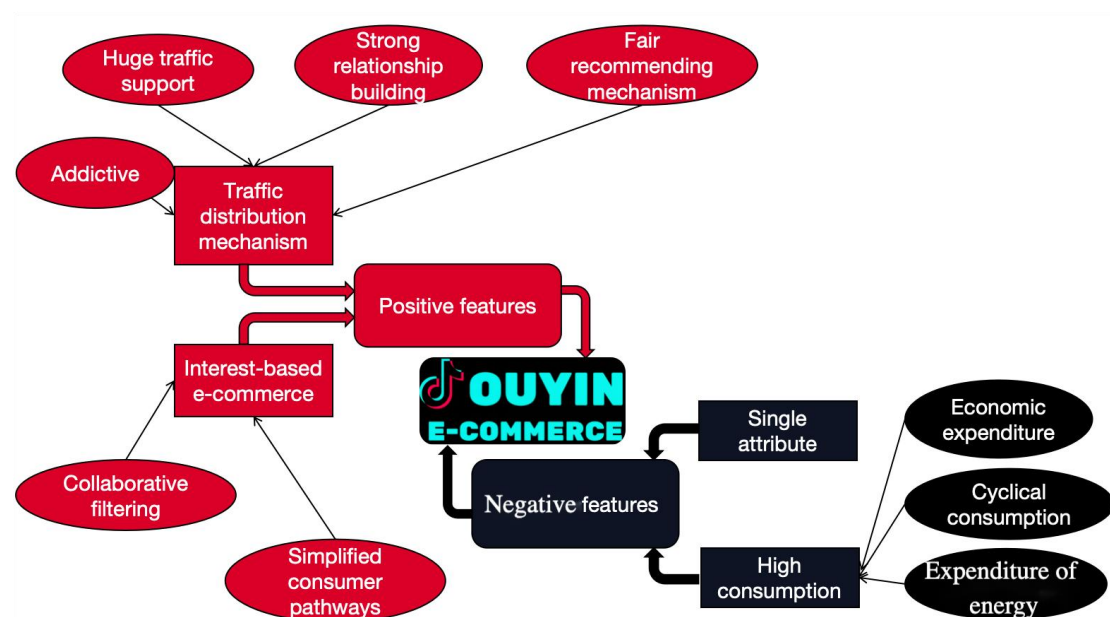 Huge traffic
support
Strong
relationship
building
Fair
recommending
mechanism
Addictive
Traffic
distribution
mechanism
Positive features
Interest-based
e-commerce
OUYIN
E-COMMERCE
Single
attribute
Economic
expenditure
Collaborative
filtering
Negative features
Cyclical
consumption
Simplified
consumer
pathways
High
consumption
Expenditure of
energy